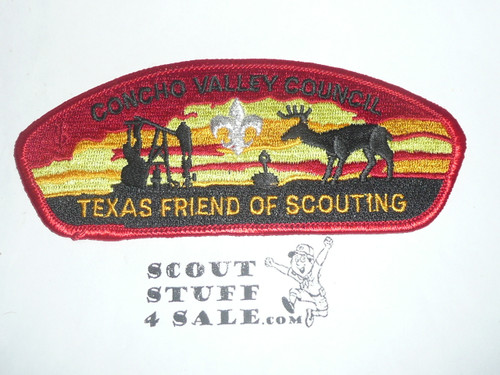 CONCHO VALLEY COUNCIL
TEXAS FRIEND OF SCOUTING
SCOUT
STUFF
4 SALE.com